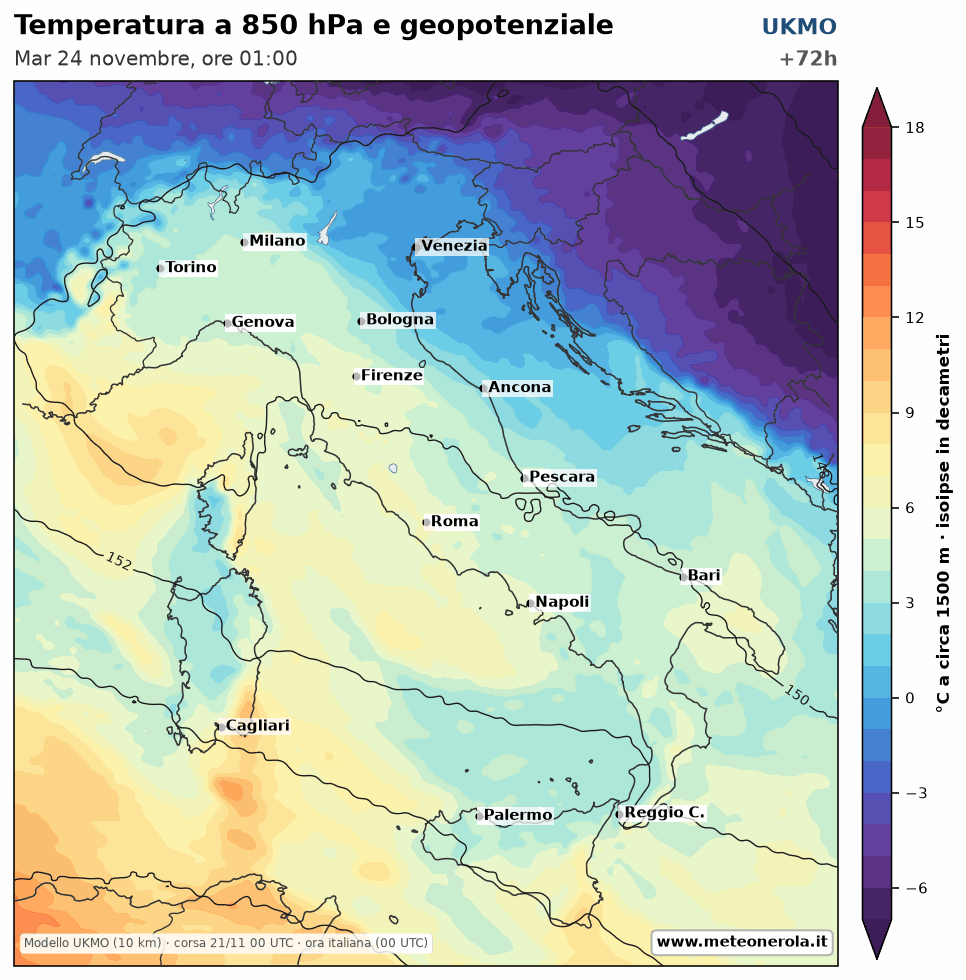 Temperatura a 850 hPa e geopotenziale
UKMO
Mar 24 novembre, ore 01:00
+72h
Milano
Venezia
Torino
Genova
Bologna
Firenze
Ancona
Pescara
Roma
152
Bari
Napoli
150
Cagliari
Palermo
Reggio C.
Modello UKMO (10 km) · corsa 21/11 00 UTC · ora italiana (00 UTC)
www.meteonerola.it
18
15
12
9
6
3
0
−3
−6
°C a circa 1500 m · isoipse in decametri